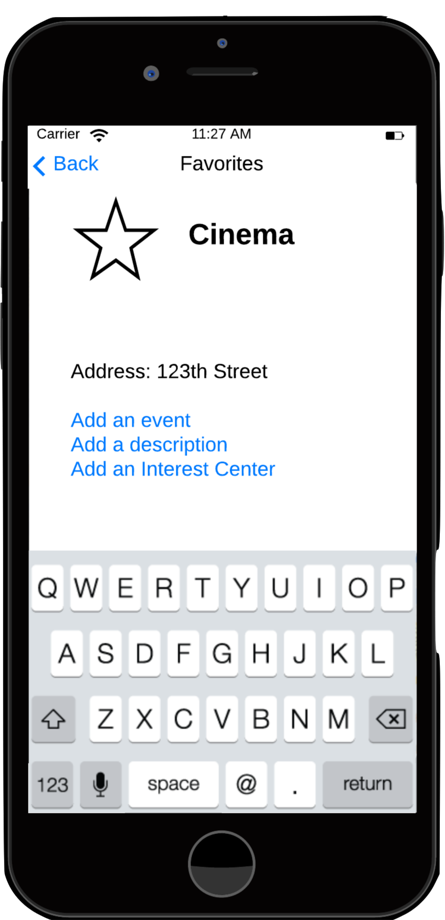 Carrier 11:27 AM
Back Favorites
Cinema
Address: 123th Street
Add an event
Add a description
Add an Interest Center
Q W E R T Y U I O P
A S D F G H J K L
Z X C V B N M
123 space @ . return